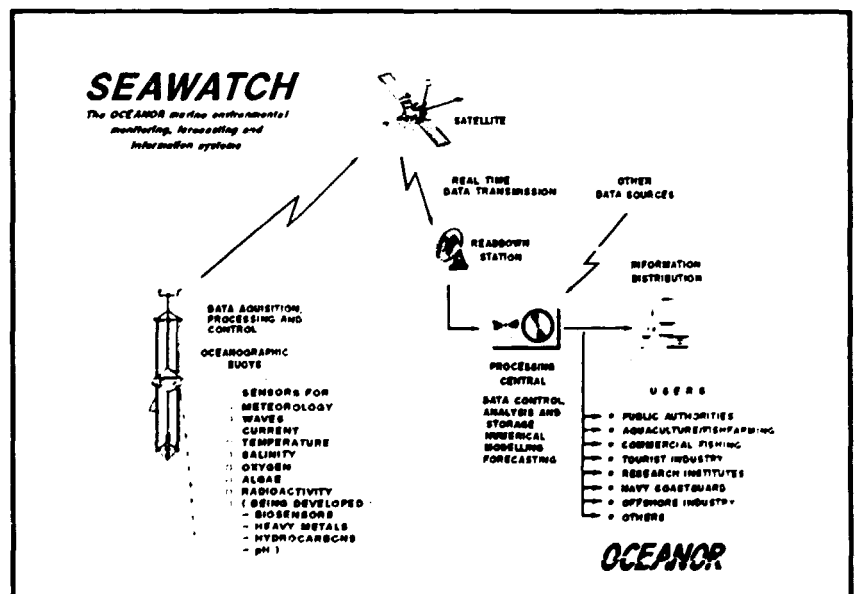 SEAWATCH
The OCEANOR marine environmental
monitoring, forecasting and
information systems
SATELLITE
REAL TIME
DATA TRANSMISSION
OTHER
DATA SOURCES
READDOWN
STATION
INFORMATION
DISTRIBUTION
DATA AQUISITION,
PROCESSING AND
CONTROL
OCEANOGRAPHIC
BUOYS
SENSORS FOR
METEOROLOGY
WAVES
CURRENT
TEMPERATURE
SALINITY
OXYGEN
ALGAE
RADIOACTIVITY
( BEING DEVELOPED
- BIOSENSORS
- HEAVY METALS
- HYDROCARBONS
- pH )
PROCESSING
CENTRAL
DATA CONTROL,
ANALYSIS AND
STORAGE
NUMERICAL
MODELLING
FORECASTING
USERS
PUBLIC AUTHORITIES
AQUACULTURE/FISHFARMING
COMMERCIAL FISHING
TOURIST INDUSTRY
RESEARCH INSTITUTES
NAVY COASTGUARD
OFFSHORE INDUSTRY
OTHERS
OCEANOR